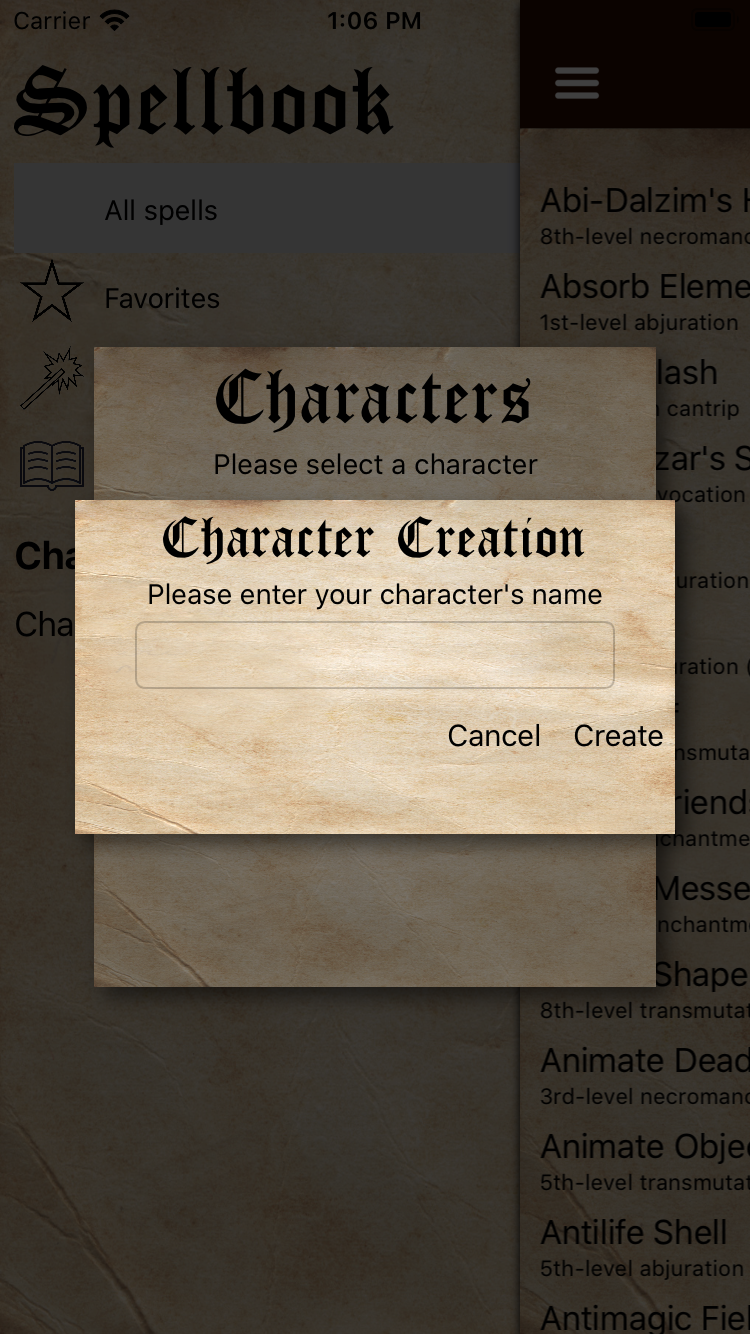 Carrier 1:06 PM
Spellbook
All spells
Favorites
Cha
Cha
Characters
Please select a character
Character Creation
Please enter your character's name
Cancel Create
Abi-Dalzim's H
8th-level necromanc
Absorb Eleme
1st-level abjuration
lash
cantrip
zar's S
vocation
uration
ration (
nsmuta
riend
chantme
Messe
nchantme
Shape
8th-level transmutat
Animate Dead
3rd-level necromanc
Animate Objec
5th-level transmutat
Antilife Shell
5th-level abjuration
Antimagic Fiel